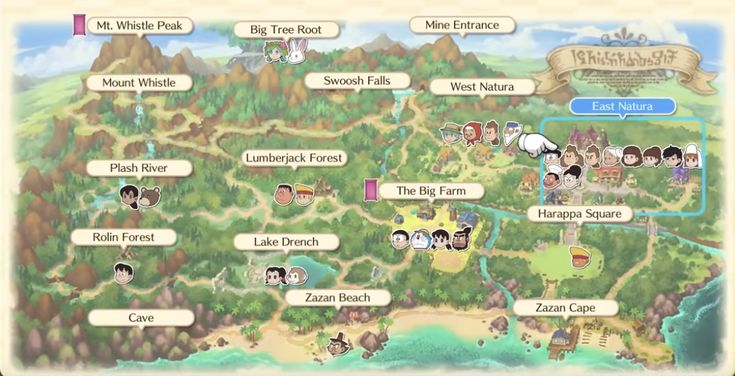 Mt. Whistle Peak
Big Tree Root
Mine Entrance
Mount Whistle
Swoosh Falls
West Natura
East Natura
Plash River
Lumberjack Forest
The Big Farm
Harappa Square
Rolin Forest
Lake Drench
Zazan Beach
Zazan Cape
Cave